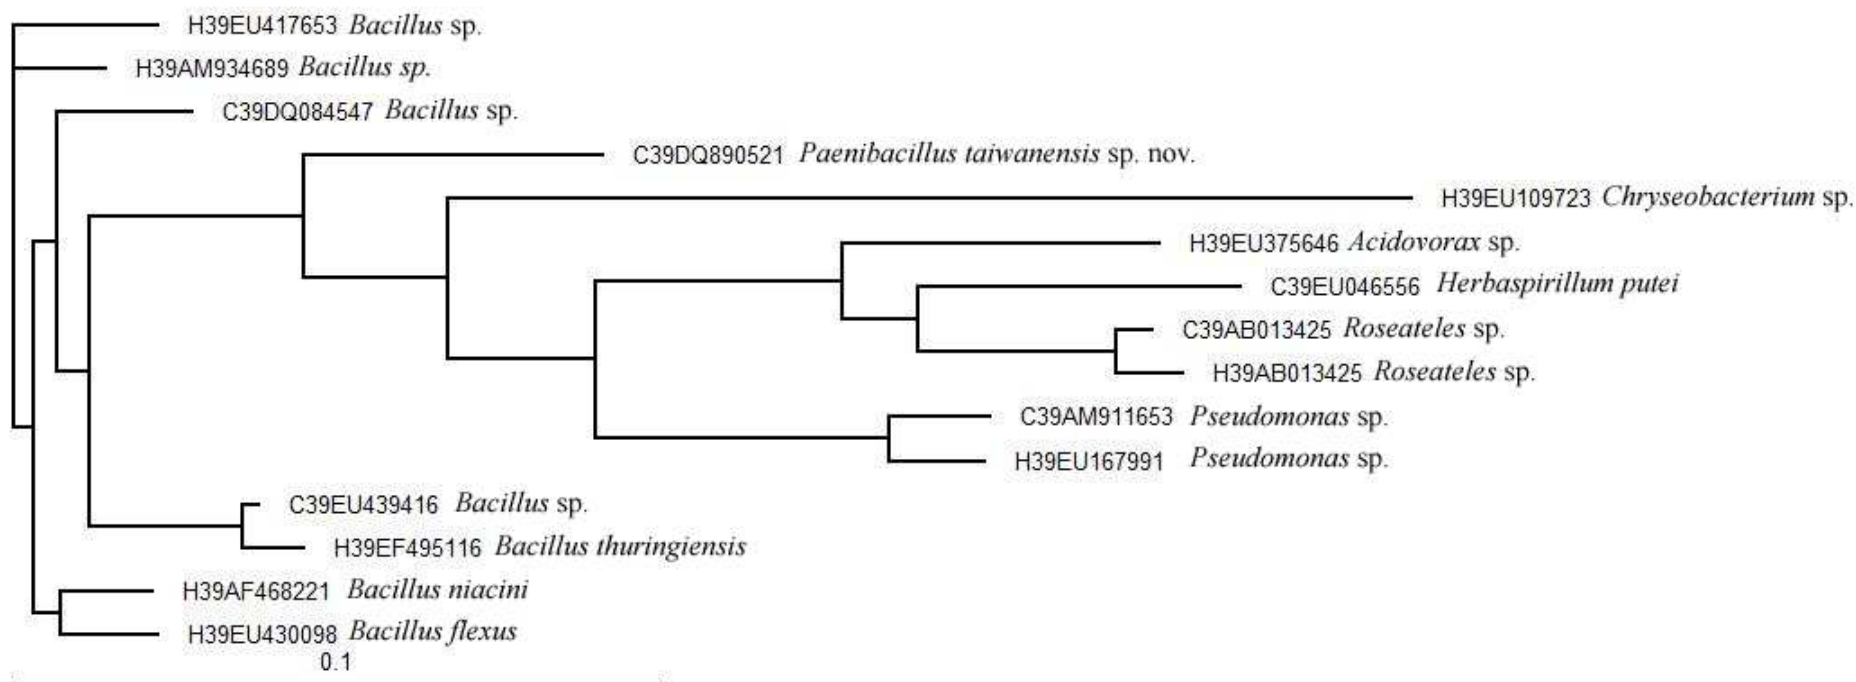 H39EU417653 Bacillus sp.
H39AM934689 Bacillus sp.
C39DQ084547 Bacillus sp.
C39DQ890521 Paenibacillus taiwanensis sp. nov.
H39EU109723 Chryseobacterium sp.
H39EU375646 Acidovorax sp.
C39EU046556 Herbaspirillum putei
C39AB013425 Roseateles sp.
H39AB013425 Roseateles sp.
C39AM911653 Pseudomonas sp.
H39EU167991 Pseudomonas sp.
C39EU439416 Bacillus sp.
H39EF495116 Bacillus thuringiensis
H39AF468221 Bacillus niacini
H39EU430098 Bacillus flexus
0.1